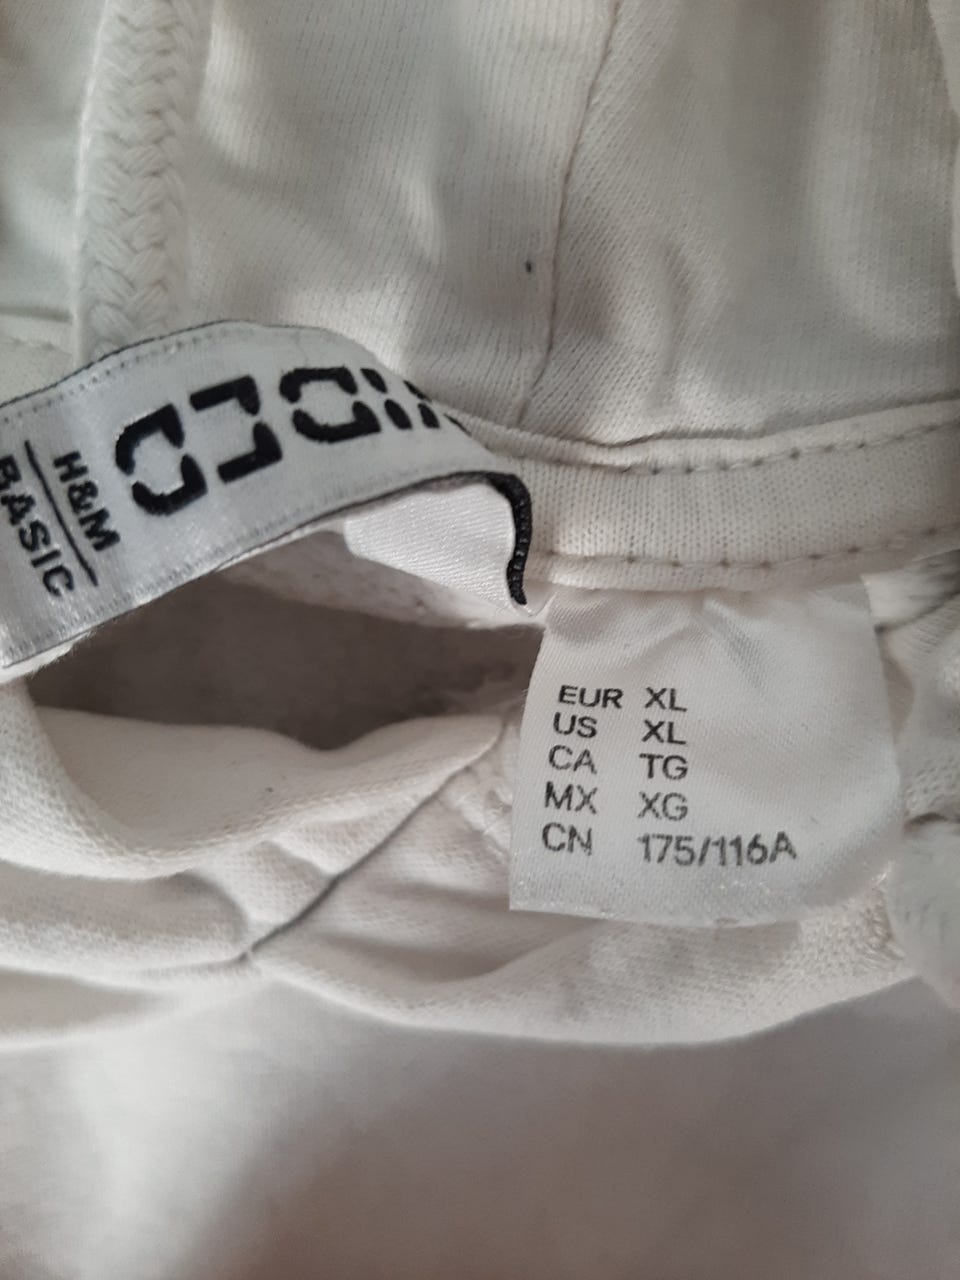 H&M
BASIC
EUR XL
US XL
CA TG
MX XG
CN 175/116A